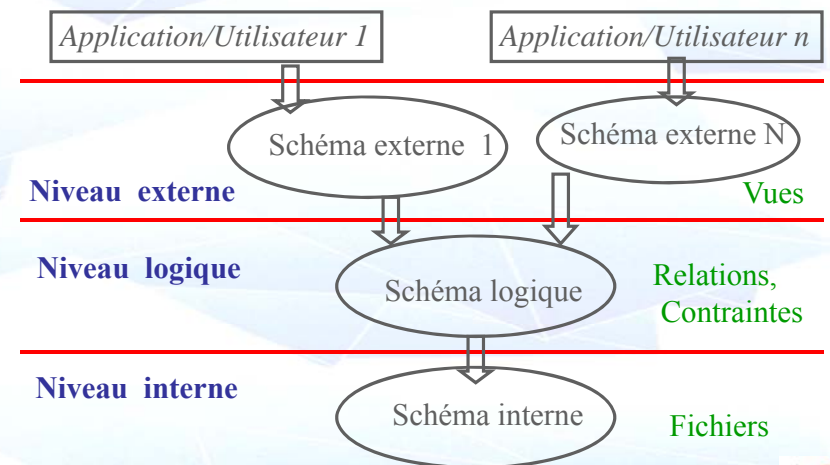 Application/Utilisateur 1
Application/Utilisateur n
Schéma externe 1
Schéma externe N
Niveau externe
Vues
Niveau logique
Schéma logique
Relations,
Contraintes
Niveau interne
Schéma interne
Fichiers